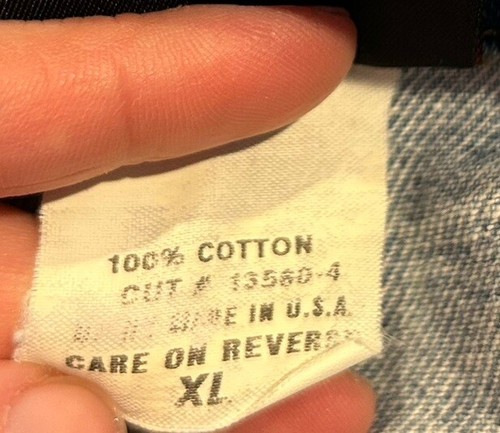 100% COTTON
CUT # 13560-4
MADE IN U.S.A.
CARE ON REVERSE
XL